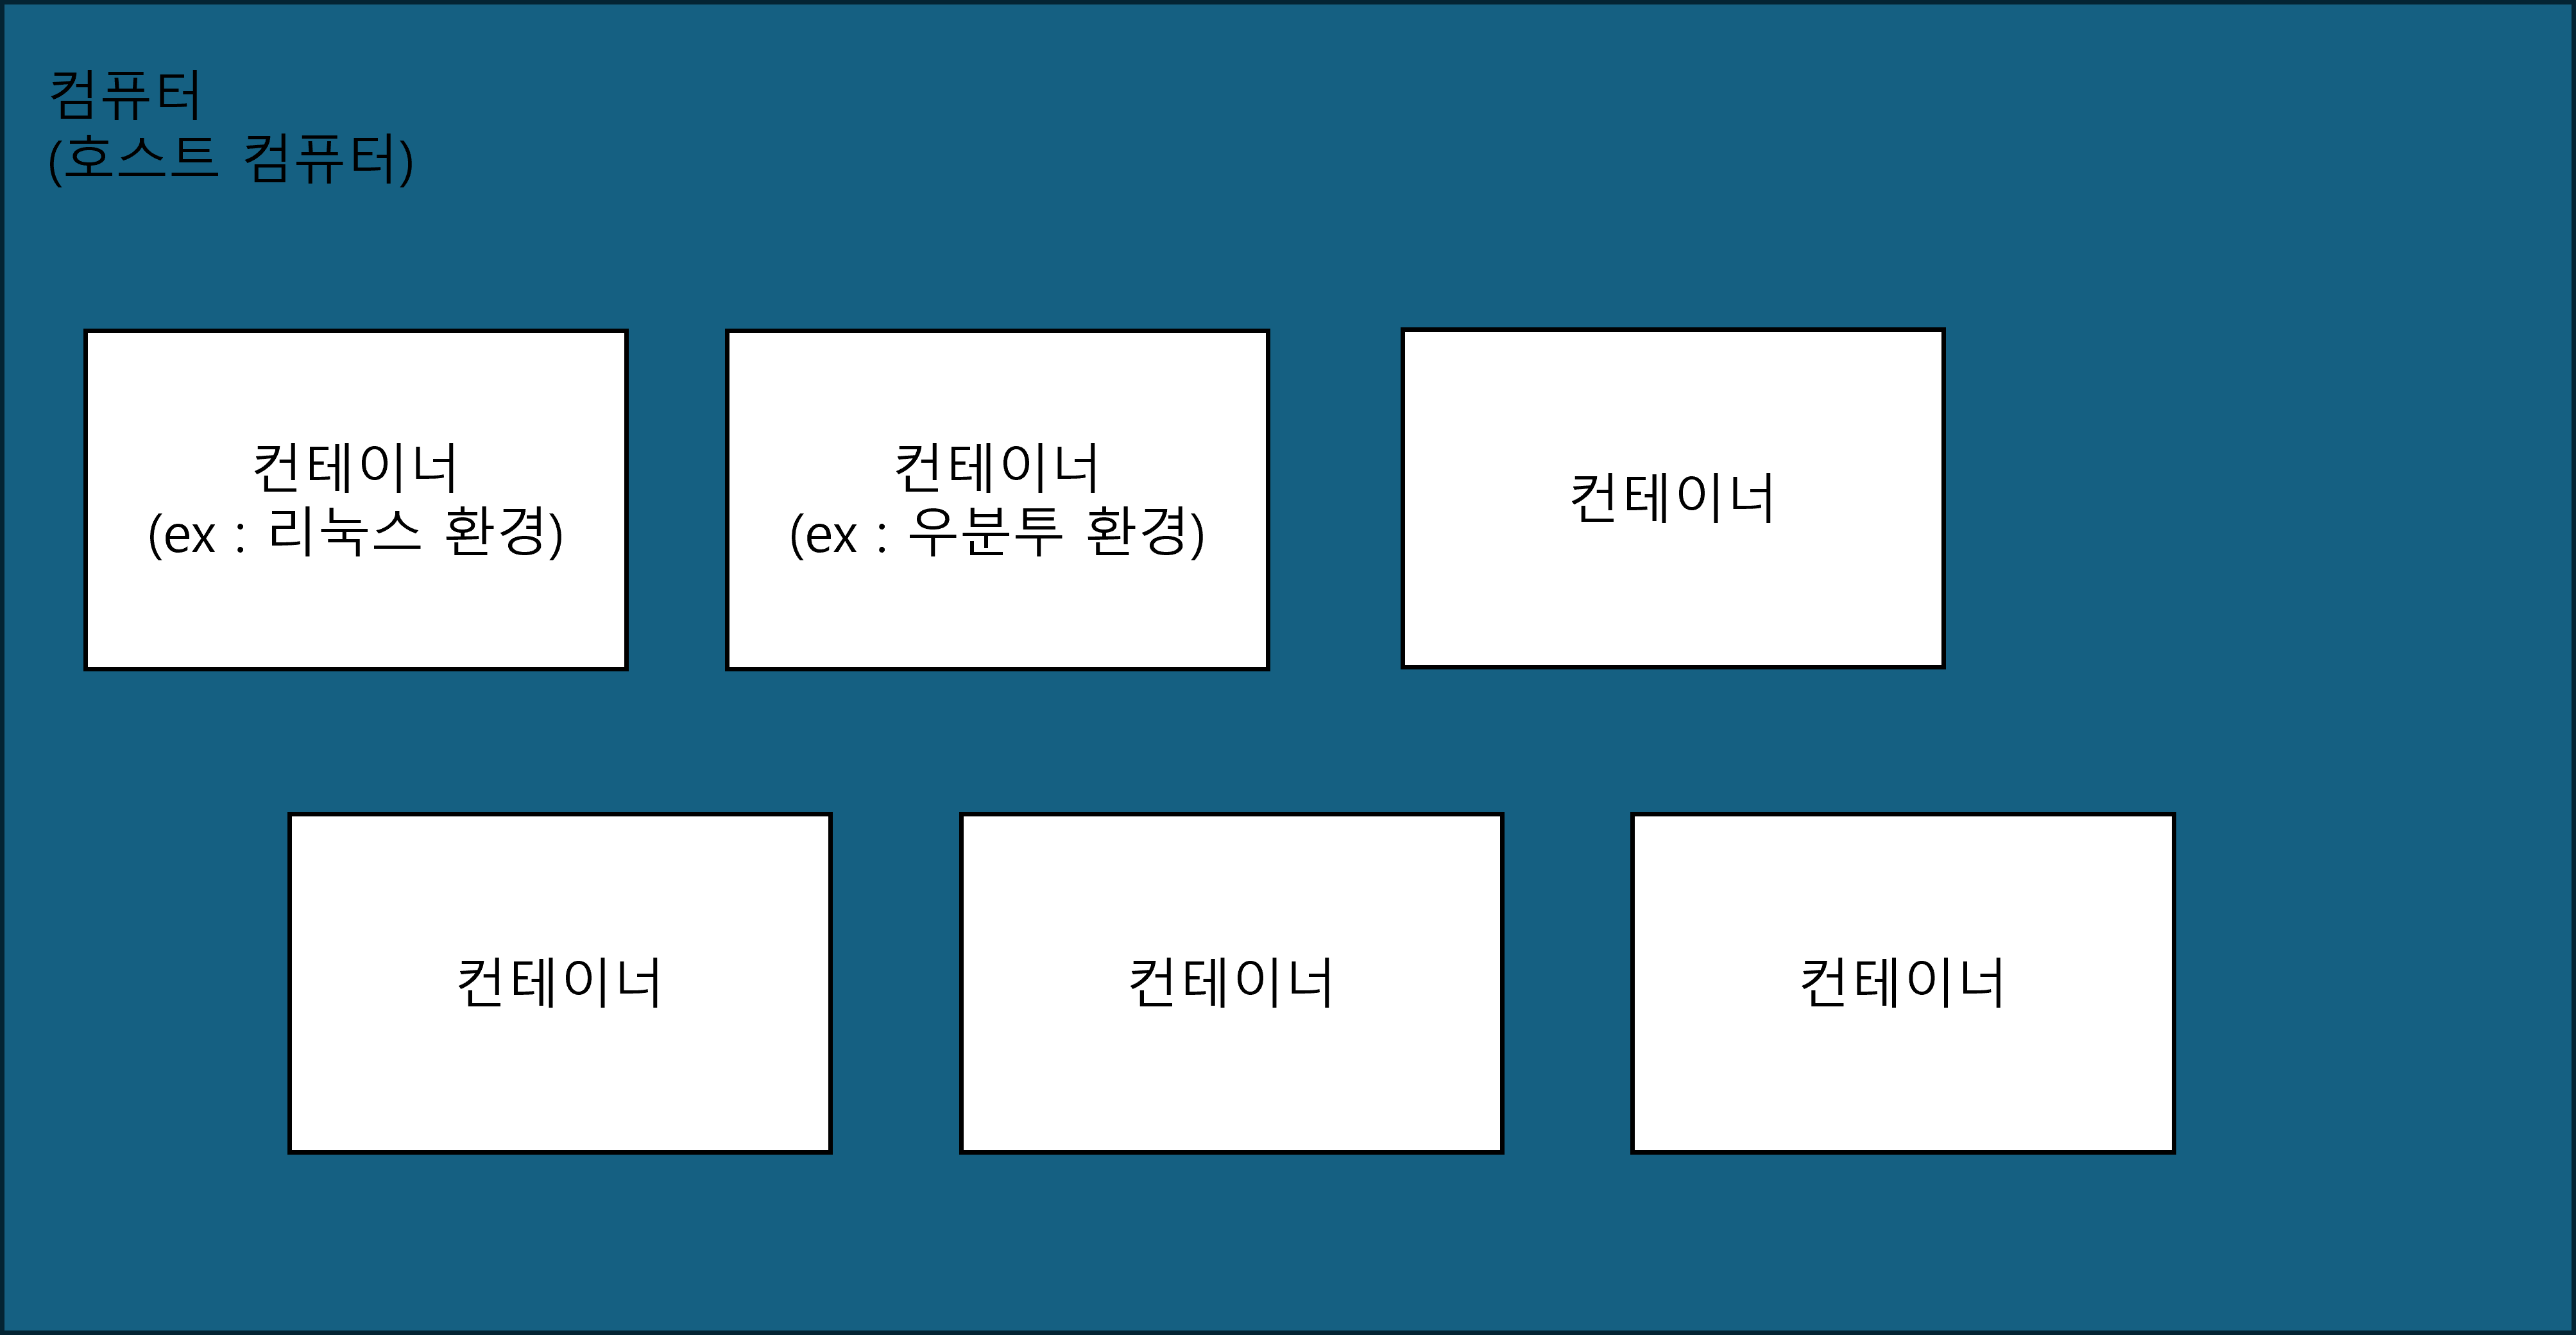 컴퓨터
(호스트 컴퓨터)
컨테이너
(ex : 리눅스 환경)
컨테이너
(ex : 우분투 환경)
컨테이너
컨테이너
컨테이너
컨테이너